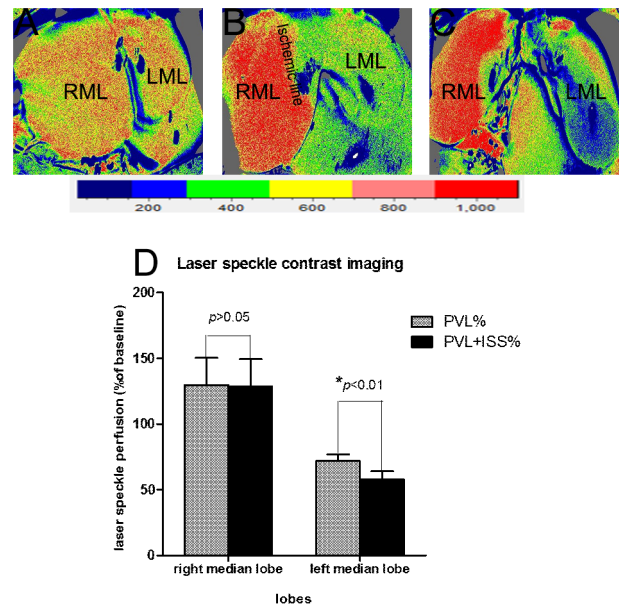 A
B
C
RML
LML
RML
Ischemic line
LML
RML
LML
200
400
600
800
1,000
D Laser speckle contrast imaging
laser speckle perfusion (%of baseline)
200
150
100
50
0
p>0.05
*p<0.01
PVL%
PVL+ISS%
right median lobe
left median lobe
lobes